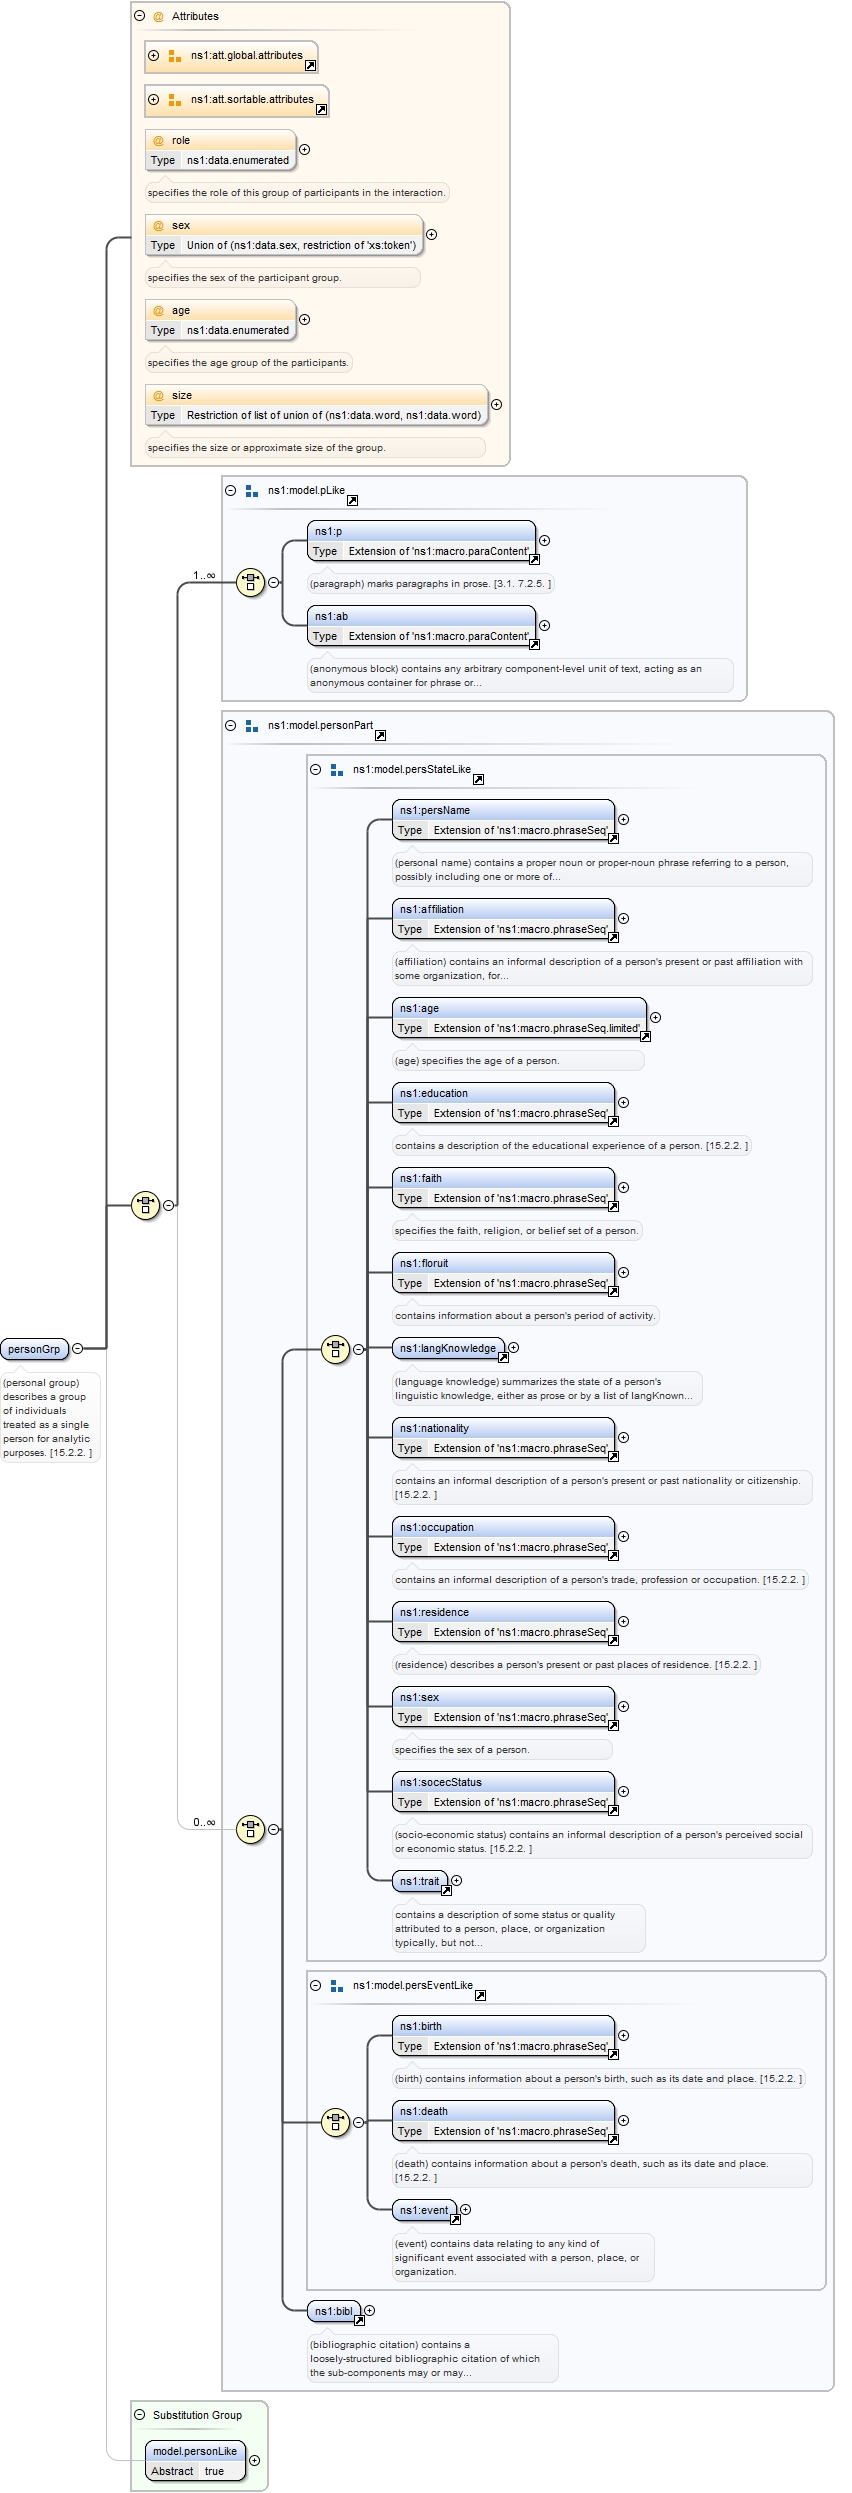 Attributes
ns1:att.global.attributes
ns1:att.sortable.attributes
role
Type ns1:data.enumerated
specifies the role of this group of participants in the interaction.
sex
Type Union of (ns1:data.sex, restriction of 'xs:token')
specifies the sex of the participant group.
age
Type ns1:data.enumerated
specifies the age group of the participants.
size
Type Restriction of list of union of (ns1:data.word, ns1:data.word)
specifies the size or approximate size of the group.
ns1:model.pLike
1..∞
ns1:p
Type Extension of 'ns1:macro.paraContent'
(paragraph) marks paragraphs in prose. [3.1. 7.2.5. ]
ns1:ab
Type Extension of 'ns1:macro.paraContent'
(anonymous block) contains any arbitrary component-level unit of text, acting as an
anonymous container for phrase or...
ns1:model.personPart
ns1:model.persStateLike
ns1:persName
Type Extension of 'ns1:macro.phraseSeq'
(personal name) contains a proper noun or proper-noun phrase referring to a person,
possibly including one or more of...
ns1:affiliation
Type Extension of 'ns1:macro.phraseSeq'
(affiliation) contains an informal description of a person's present or past affiliation with
some organization, for...
ns1:age
Type Extension of 'ns1:macro.phraseSeq.limited'
(age) specifies the age of a person.
ns1:education
Type Extension of 'ns1:macro.phraseSeq'
contains a description of the educational experience of a person. [15.2.2. ]
ns1:faith
Type Extension of 'ns1:macro.phraseSeq'
specifies the faith, religion, or belief set of a person.
ns1:floruit
Type Extension of 'ns1:macro.phraseSeq'
contains information about a person's period of activity.
personGrp
(personal group)
describes a group
of individuals
treated as a single
person for analytic
purposes. [15.2.2. ]
ns1:langKnowledge
(language knowledge) summarizes the state of a person's
linguistic knowledge, either as prose or by a list of langKnown...
ns1:nationality
Type Extension of 'ns1:macro.phraseSeq'
contains an informal description of a person's present or past nationality or citizenship.
[15.2.2. ]
ns1:occupation
Type Extension of 'ns1:macro.phraseSeq'
contains an informal description of a person's trade, profession or occupation. [15.2.2. ]
ns1:residence
Type Extension of 'ns1:macro.phraseSeq'
(residence) describes a person's present or past places of residence. [15.2.2. ]
ns1:sex
Type Extension of 'ns1:macro.phraseSeq'
specifies the sex of a person.
ns1:socecStatus
Type Extension of 'ns1:macro.phraseSeq'
0..∞
(socio-economic status) contains an informal description of a person's perceived social
or economic status. [15.2.2. ]
ns1:trait
contains a description of some status or quality
attributed to a person, place, or organization
typically, but not...
ns1:model.persEventLike
ns1:birth
Type Extension of 'ns1:macro.phraseSeq'
(birth) contains information about a person's birth, such as its date and place. [15.2.2. ]
ns1:death
Type Extension of 'ns1:macro.phraseSeq'
(death) contains information about a person's death, such as its date and place.
[15.2.2. ]
ns1:event
(event) contains data relating to any kind of
significant event associated with a person, place, or
organization.
ns1:bibl
(bibliographic citation) contains a
loosely-structured bibliographic citation of which
the sub-components may or may...
Substitution Group
model.personLike
Abstract true